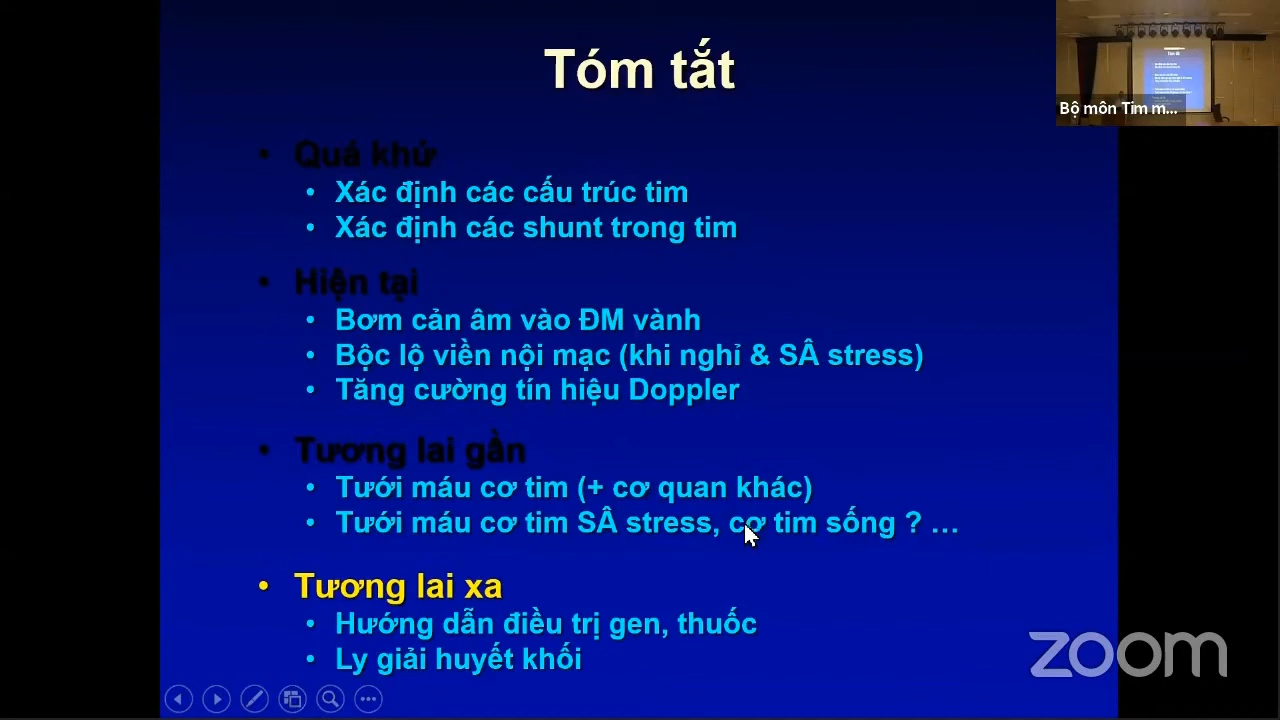 Tóm tắt
Bộ môn Tim m...
• Quá khứ
• Xác định các cấu trúc tim
• Xác định các shunt trong tim
• Hiện tại
• Bơm cản âm vào ĐM vành
• Bộc lộ viền nội mạc (khi nghỉ & SÂ stress)
• Tăng cường tín hiệu Doppler
• Tương lai gần
• Tưới máu cơ tim (+ cơ quan khác)
• Tưới máu cơ tim SÂ stress, cơ tim sống ? ...
• Tương lai xa
• Hướng dẫn điều trị gen, thuốc
• Ly giải huyết khối
zoom